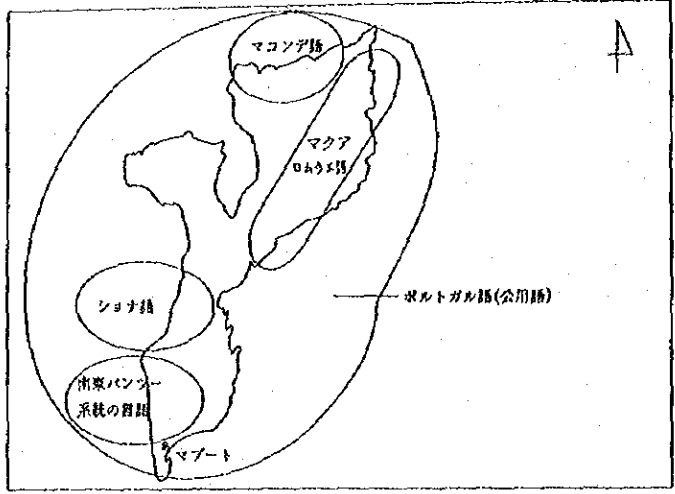 マコンデ語
マクア
ロムウエ語
ショナ語
ポルトガル語(公用語)
南東バンツー
系統の言語
マプート